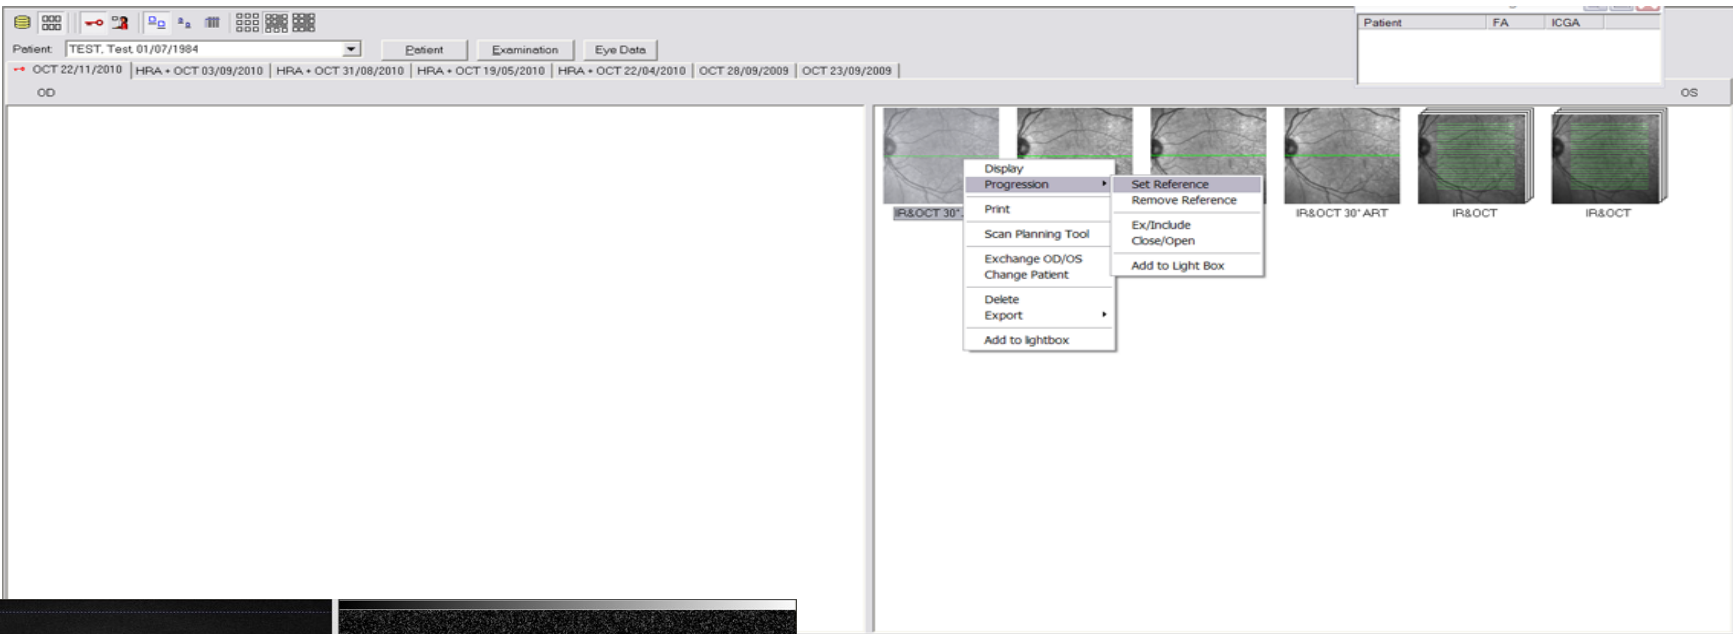 Patient FA ICGA
Patient: TEST, Test, 01/07/1984 Patient Examination Eye Data
OCT 22/11/2010 HRA + OCT 03/09/2010 HRA + OCT 31/08/2010 HRA + OCT 19/05/2010 HRA + OCT 22/04/2010 OCT 28/09/2009 OCT 23/09/2009
OD OS
IR&OCT 30° IR&OCT 30° ART IR&OCT IR&OCT
Display
Progression
Print
Scan Planning Tool
Exchange OD/OS
Change Patient
Delete
Export
Add to lightbox
Set Reference
Remove Reference
Ex/Include
Close/Open
Add to Light Box